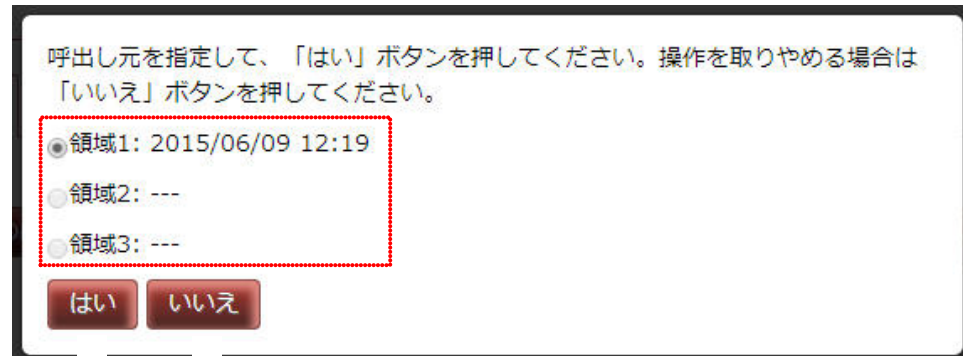 呼出し元を指定して、「はい」ボタンを押してください。操作を取りやめる場合は
「いいえ」ボタンを押してください。
領域1: 2015/06/09 12:19
領域2: ---
領域3: ---
はい いいえ